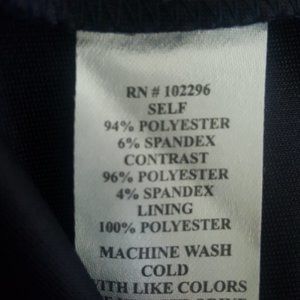 RN # 102296
SELF
94% POLYESTER
6% SPANDEX
CONTRAST
96% POLYESTER
4% SPANDEX
LINING
100% POLYESTER
MACHINE WASH
COLD
WITH LIKE COLORS